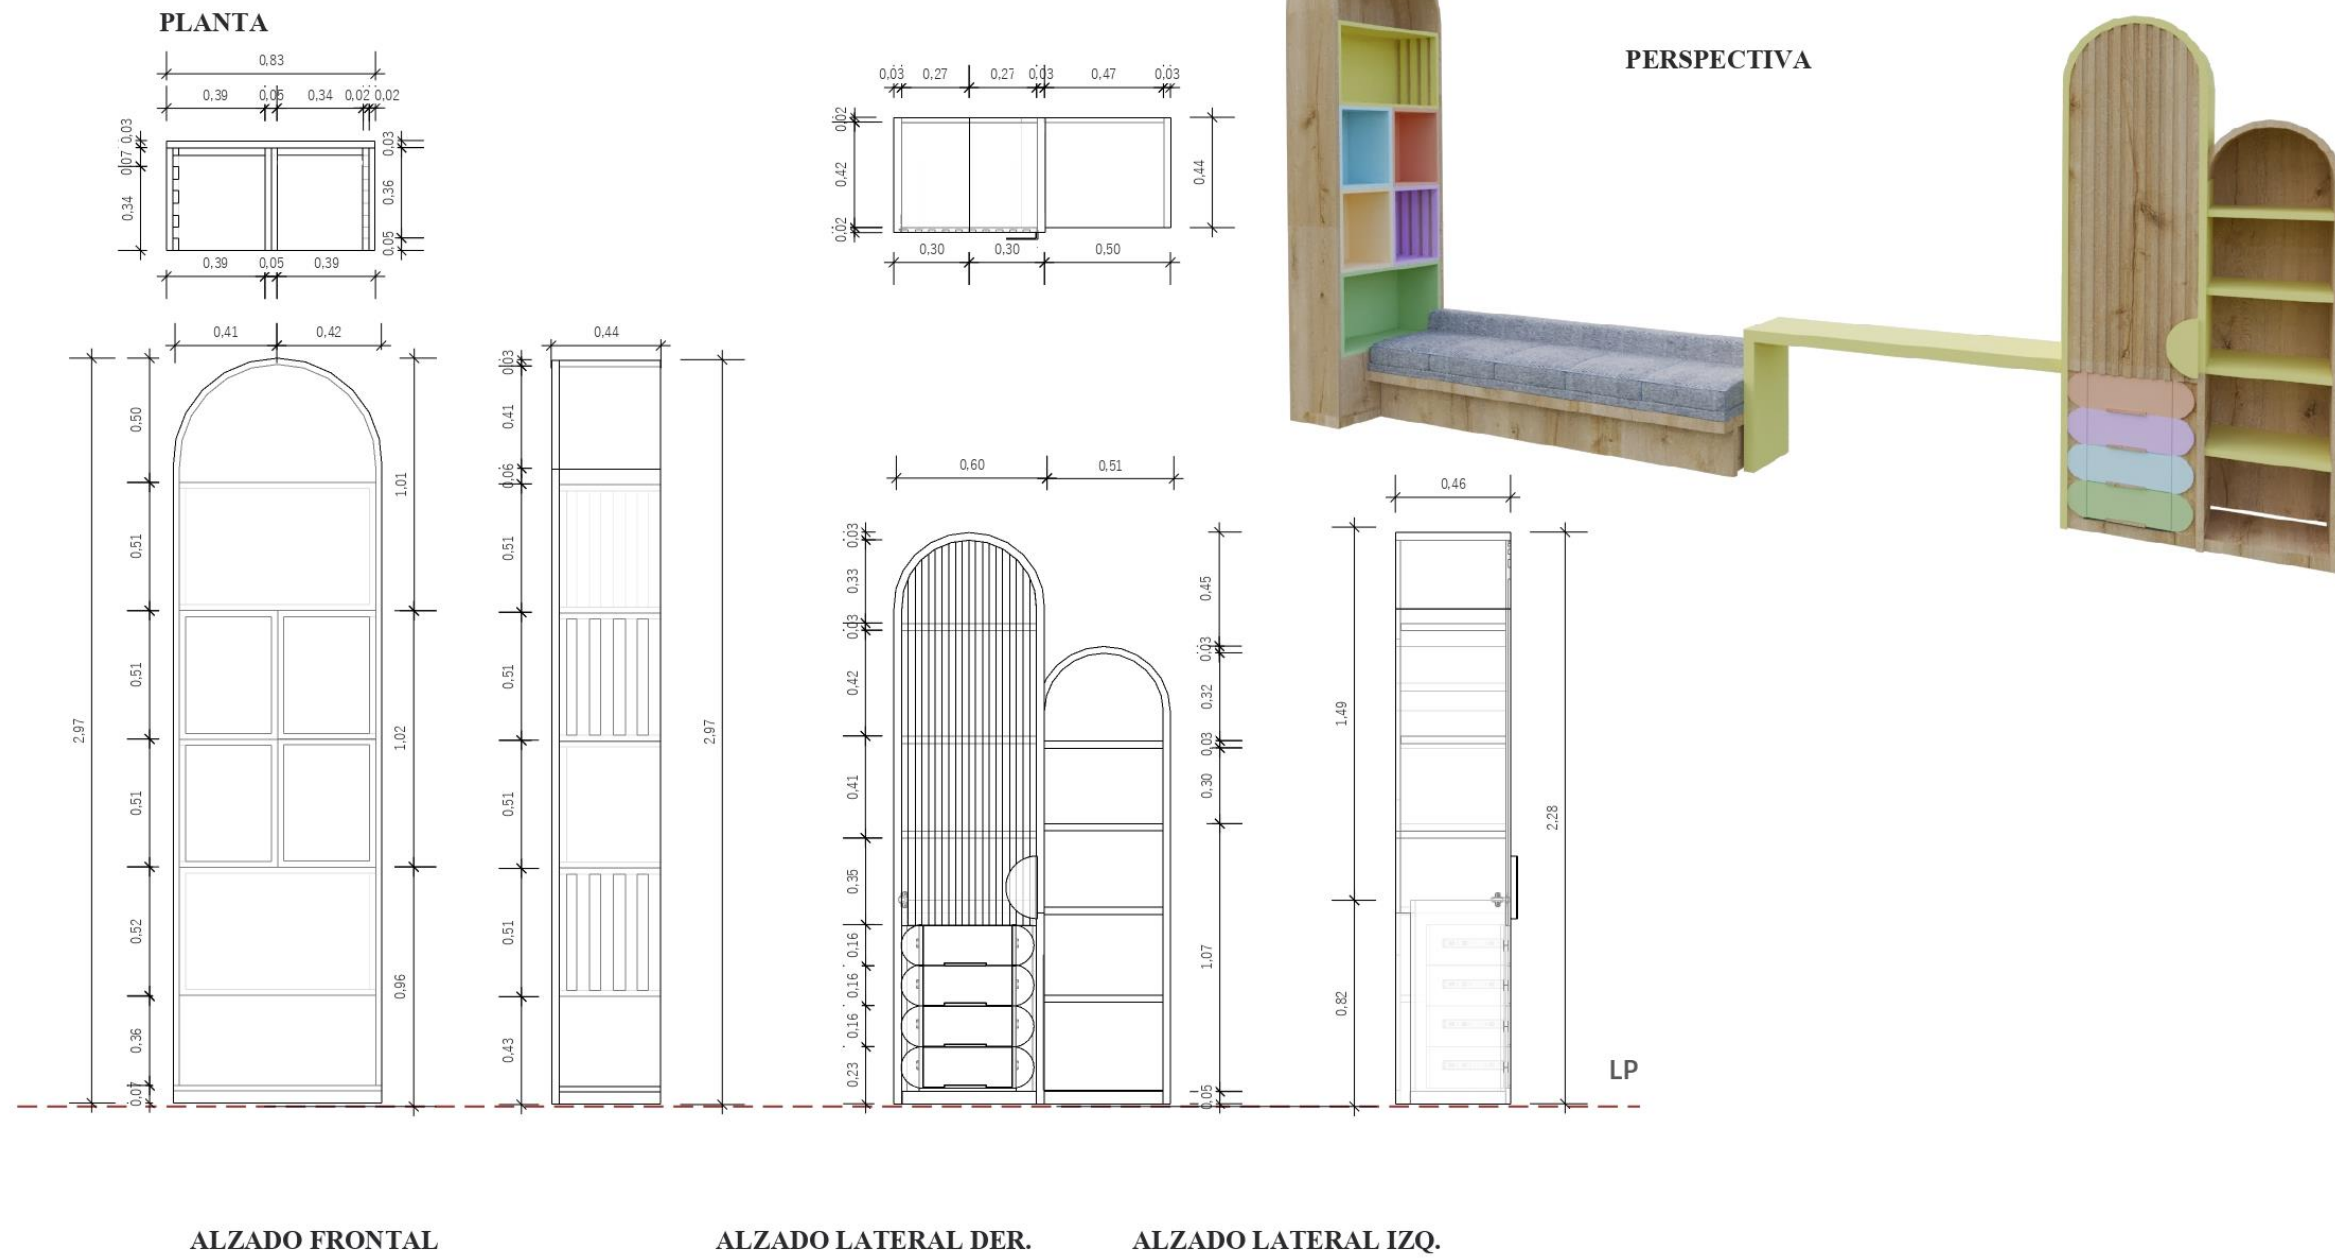 PLANTA
PERSPECTIVA
0,83
0,39 0,05 0,34 0,02 0,02
0,03 0,07 0,34
0,03 0,36 0,05
0,39 0,05 0,39
0,03 0,27 0,27 0,03 0,47 0,03
0,02 0,42 0,02
0,44
0,30 0,30 0,50
0,41 0,42
2,97
0,50 0,51 0,51 0,51 0,52 0,36 0,07
1,01 1,02 0,96
0,44
0,03 0,41 0,06 0,51 0,51 0,51 0,51 0,43
2,97
0,60 0,51
0,03 0,33 0,03 0,42 0,41 0,35 0,16 0,16 0,16 0,23
0,45 0,03 0,32 0,03 0,30 1,07 0,05
0,46
1,49 0,82
2,28
LP
ALZADO FRONTAL
ALZADO LATERAL DER.
ALZADO LATERAL IZQ.